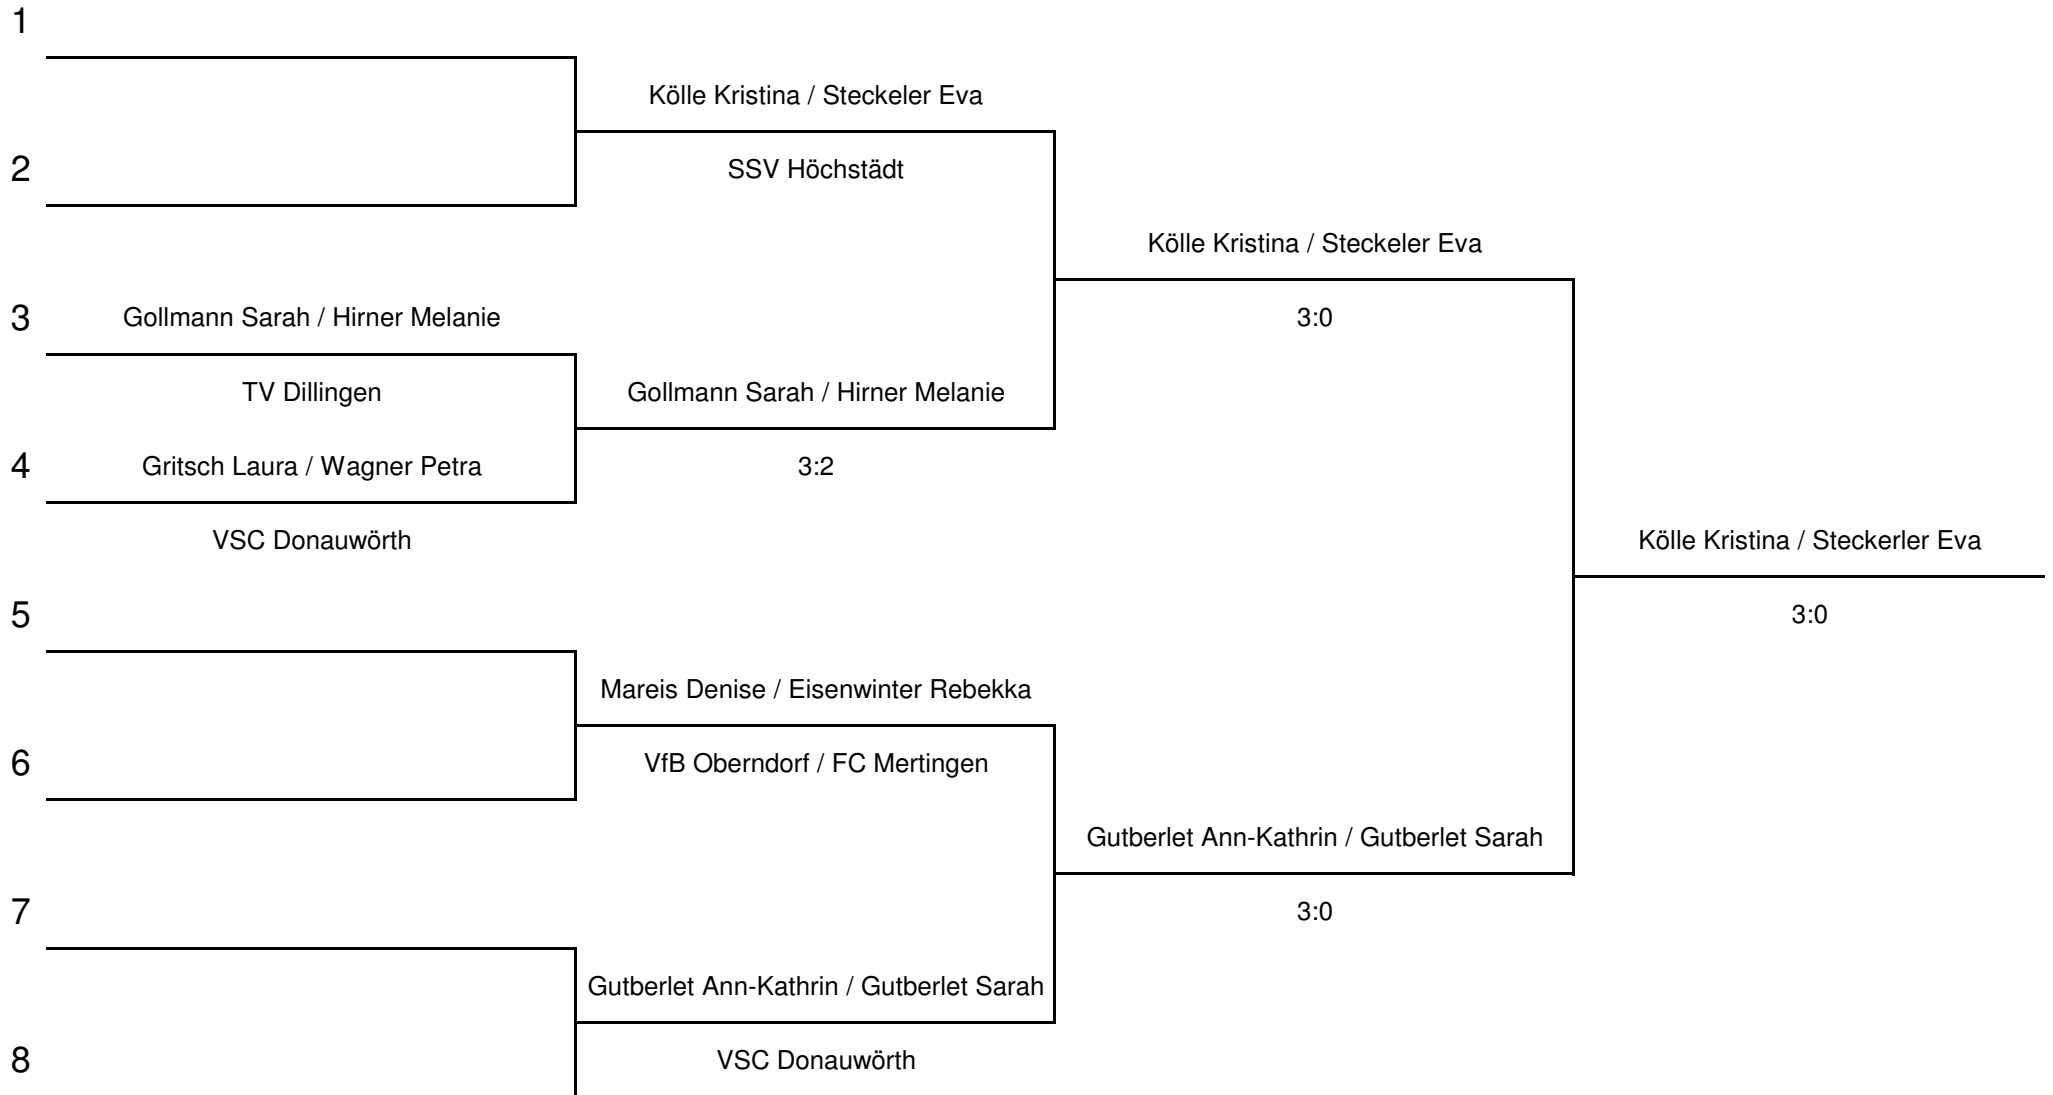 1
Kölle Kristina / Steckeler Eva
2
SSV Höchstädt
Kölle Kristina / Steckeler Eva
3
Gollmann Sarah / Hirner Melanie
3:0
TV Dillingen
Gollmann Sarah / Hirner Melanie
4
Gritsch Laura / Wagner Petra
3:2
VSC Donauwörth
Kölle Kristina / Steckerler Eva
5
3:0
Mareis Denise / Eisenwinter Rebekka
6
VfB Oberndorf / FC Mertingen
Gutberlet Ann-Kathrin / Gutberlet Sarah
7
3:0
Gutberlet Ann-Kathrin / Gutberlet Sarah
8
VSC Donauwörth